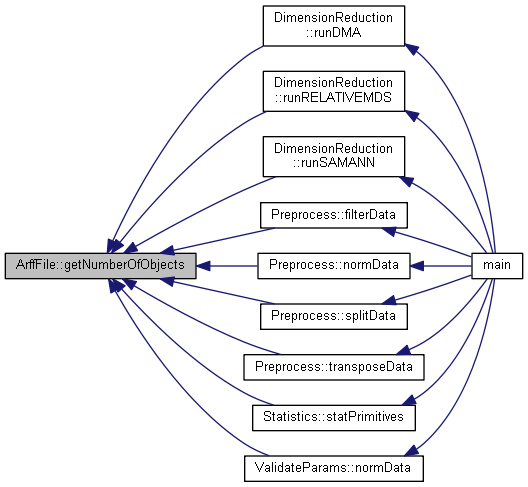 DimensionReduction
::runDMA
DimensionReduction
::runRELATIVEMDS
DimensionReduction
::runSAMANN
Preprocess::filterData
ArffFile::getNumberOfObjects
Preprocess::normData
main
Preprocess::splitData
Preprocess::transposeData
Statistics::statPrimitives
ValidateParams::normData